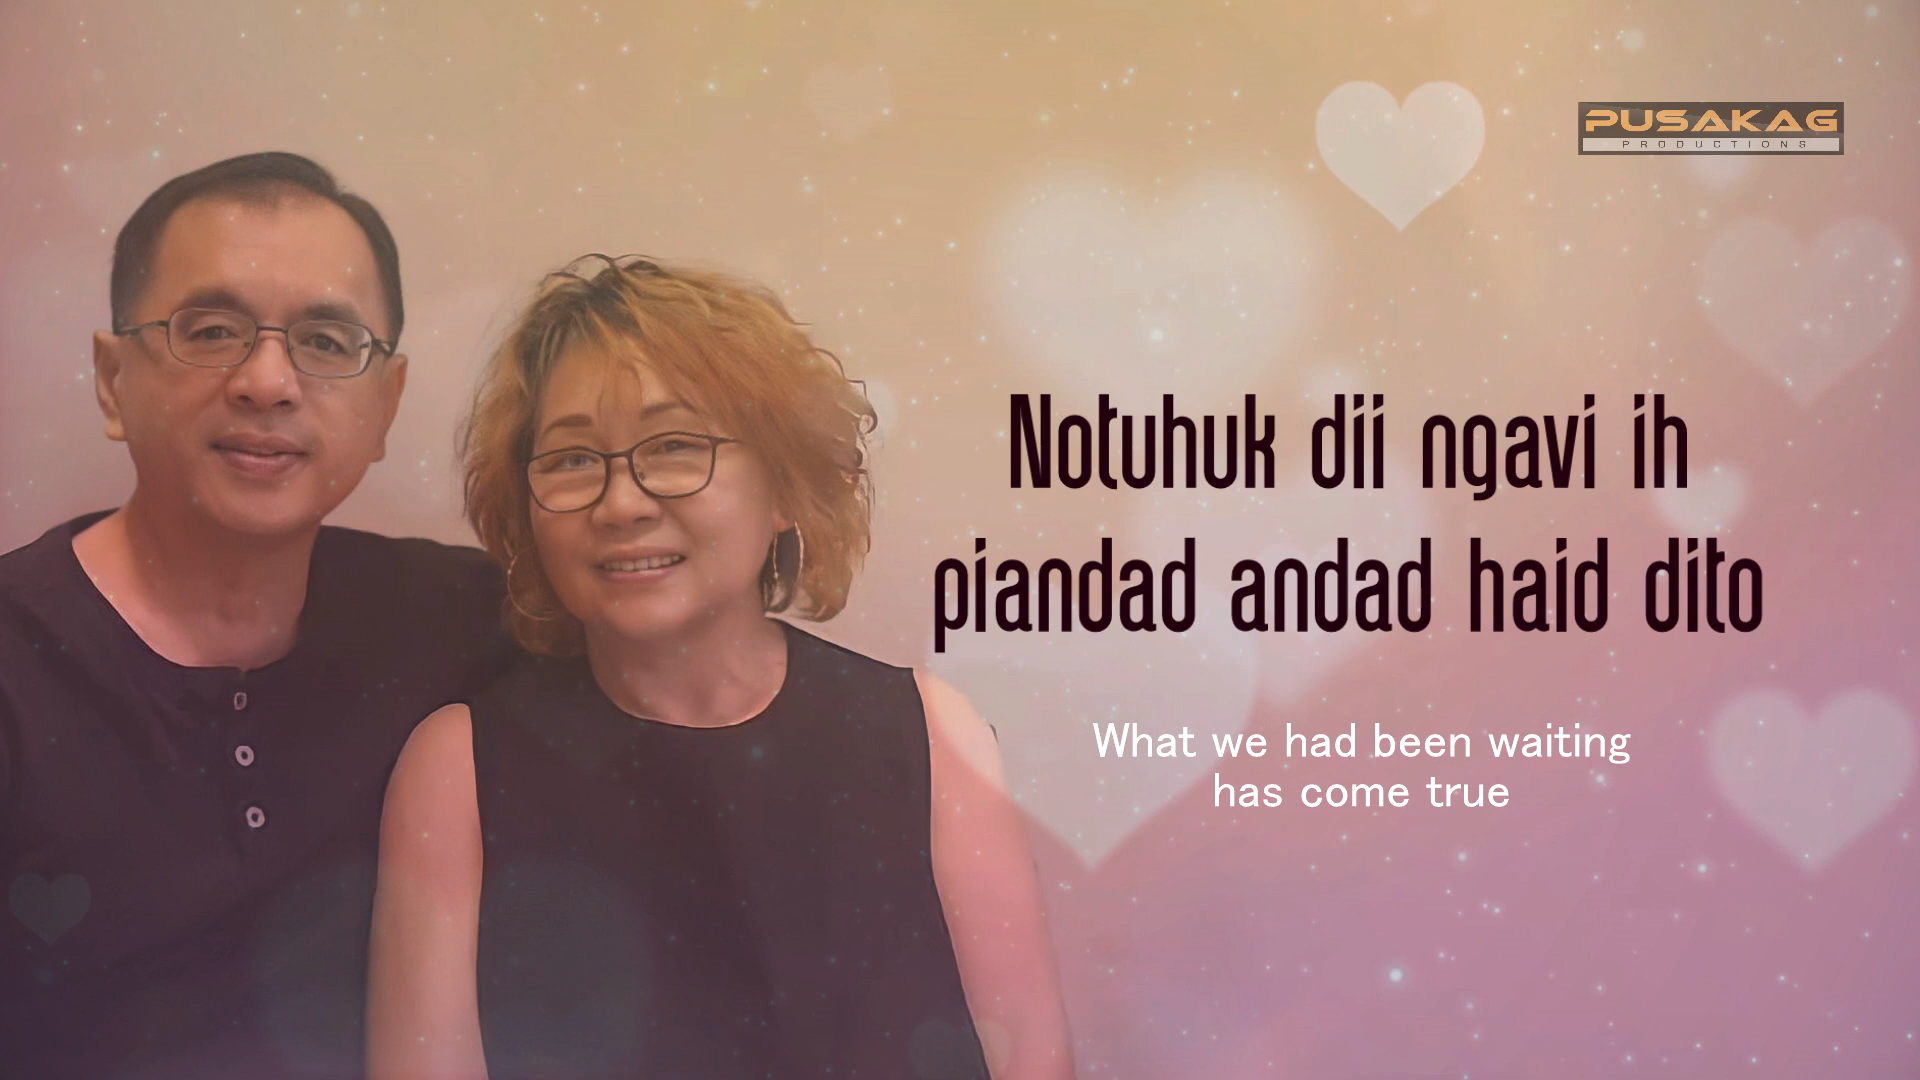 PUSAKAG
PRODUCTIONS
Notuhuk dii ngavi ih
piandad andad haid dito
What we had been waiting
has come true